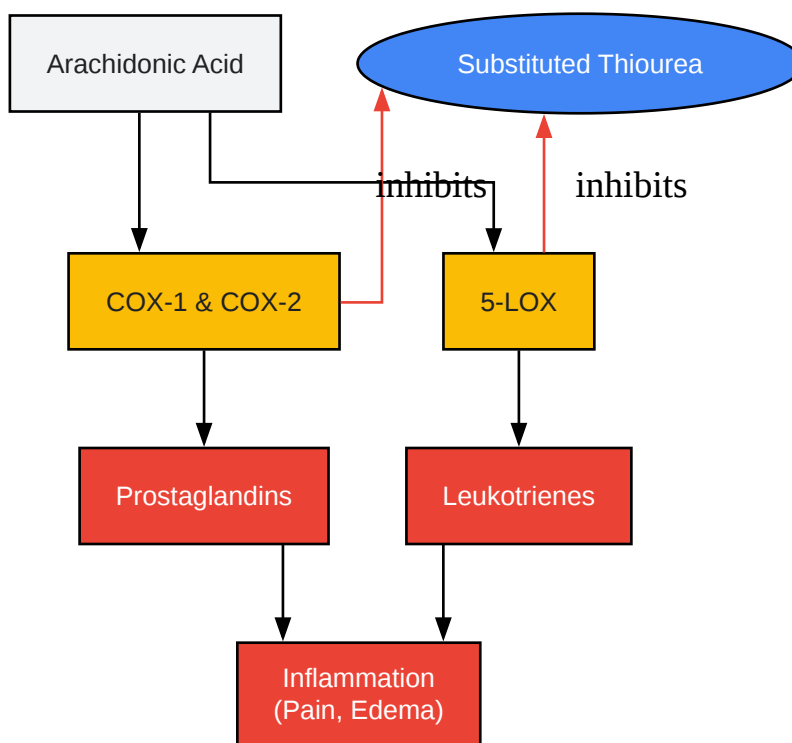 Arachidonic Acid
Substituted Thiourea
inhibits
inhibits
COX-1 & COX-2
5-LOX
Prostaglandins
Leukotrienes
Inflammation
(Pain, Edema)